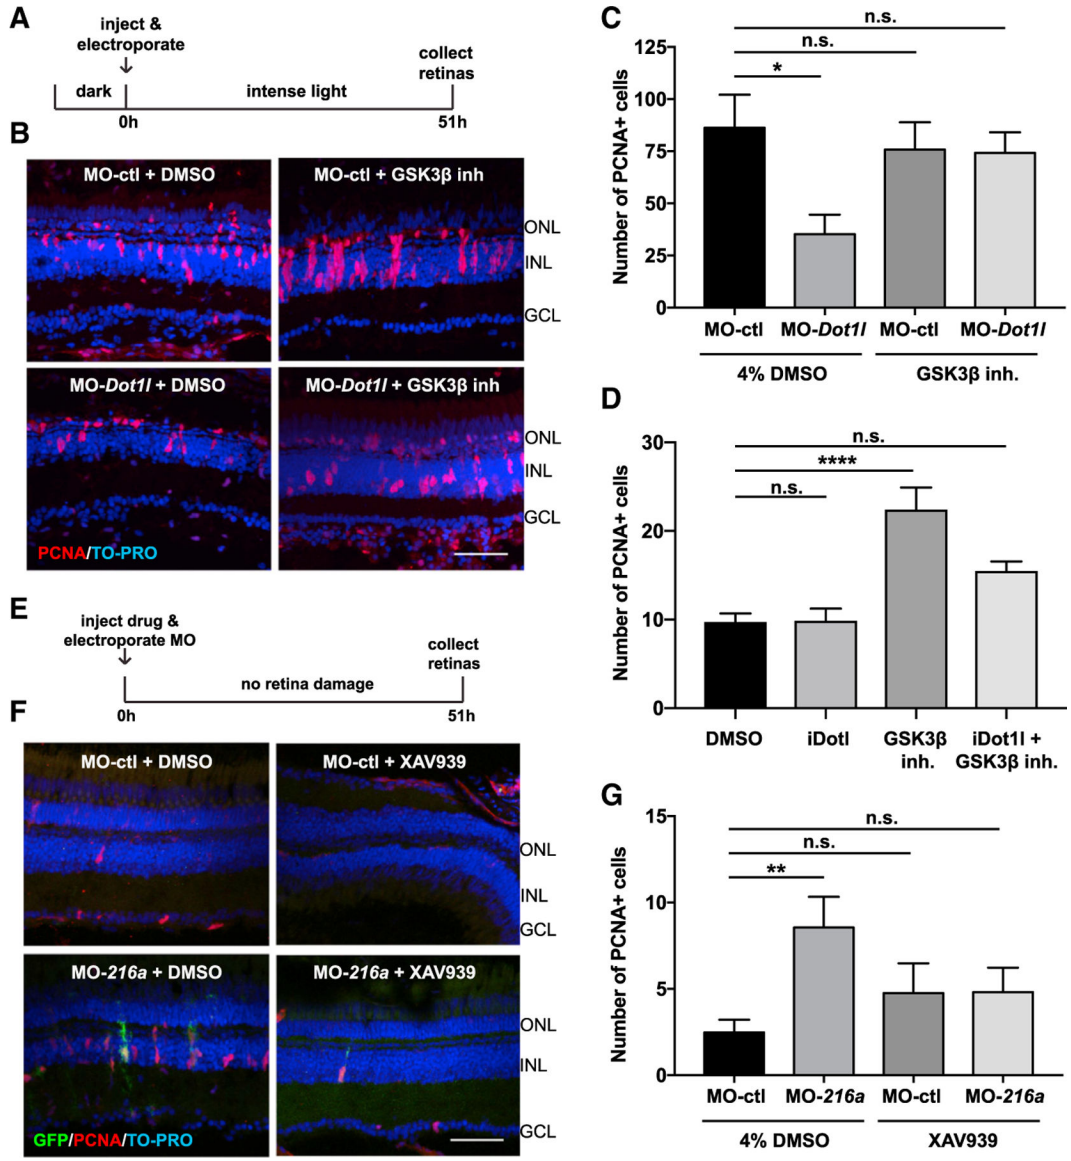 A
inject &
electroporate
collect
retinas
dark
intense light
0h
51h
B
MO-ctl + DMSO
MO-ctl + GSK3β inh
ONL
INL
GCL
MO-Dot1l + DMSO
MO-Dot1l + GSK3β inh
ONL
INL
GCL
PCNA/TO-PRO
C
n.s.
n.s.
*
Number of PCNA+ cells
125
100
75
50
25
0
MO-ctl
MO-Dot1l
MO-ctl
MO-Dot1l
4% DMSO
GSK3β inh.
D
n.s.
****
n.s.
Number of PCNA+ cells
30
20
10
0
DMSO
iDotl
GSK3β
inh.
iDot1l +
GSK3β inh.
E
inject drug &
electroporate MO
collect
retinas
no retina damage
0h
51h
F
MO-ctl + DMSO
MO-ctl + XAV939
ONL
INL
GCL
MO-216a + DMSO
MO-216a + XAV939
ONL
INL
GCL
GFP/PCNA/TO-PRO
G
n.s.
n.s.
**
Number of PCNA+ cells
15
10
5
0
MO-ctl
MO-216a
MO-ctl
MO-216a
4% DMSO
XAV939